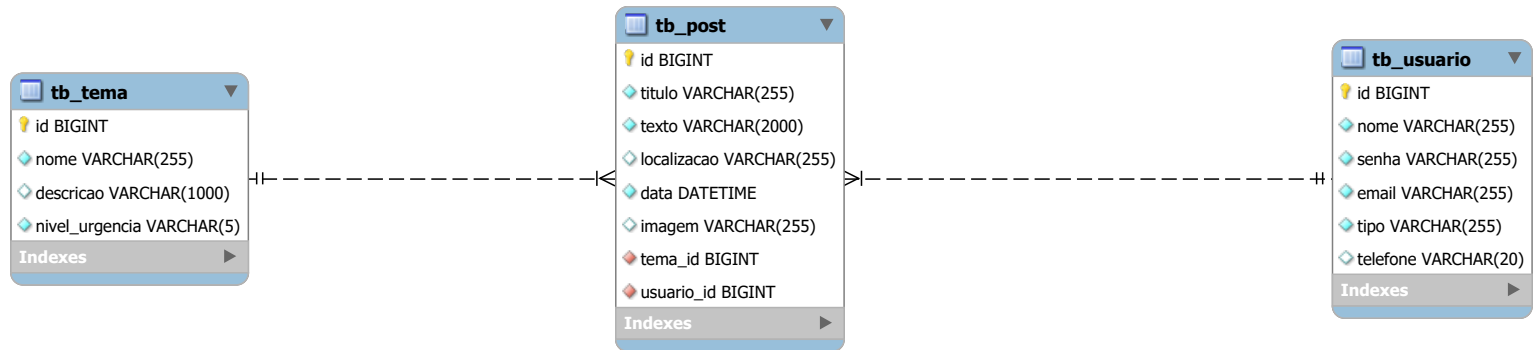 tb_tema
id BIGINT
nome VARCHAR(255)
descricao VARCHAR(1000)
nivel_urgencia VARCHAR(5)
Indexes
tb_post
id BIGINT
titulo VARCHAR(255)
texto VARCHAR(2000)
localizacao VARCHAR(255)
data DATETIME
imagem VARCHAR(255)
tema_id BIGINT
usuario_id BIGINT
Indexes
tb_usuario
id BIGINT
nome VARCHAR(255)
senha VARCHAR(255)
email VARCHAR(255)
tipo VARCHAR(255)
telefone VARCHAR(20)
Indexes